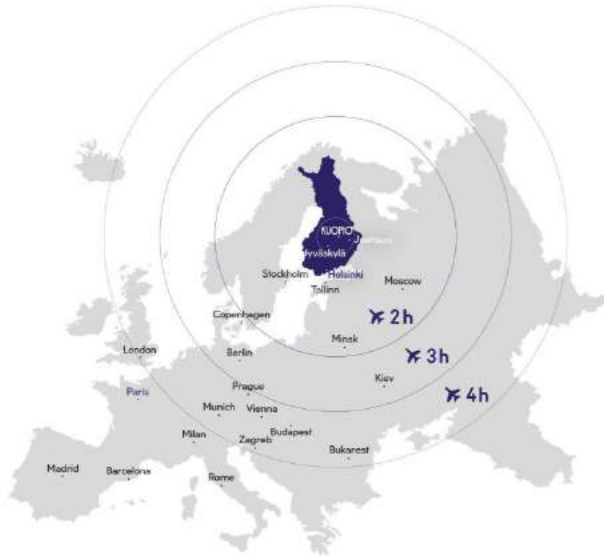 KUOPIO
Jyväskylä
Stockholm
Helsinki
Tallinn
Moscow
Copenhagen
2h
Minsk
London
Berlin
3h
Kiev
Prague
Paris
4h
Munich
Vienna
Budapest
Milan
Zagreb
Bukarest
Madrid
Barcelona
Rome